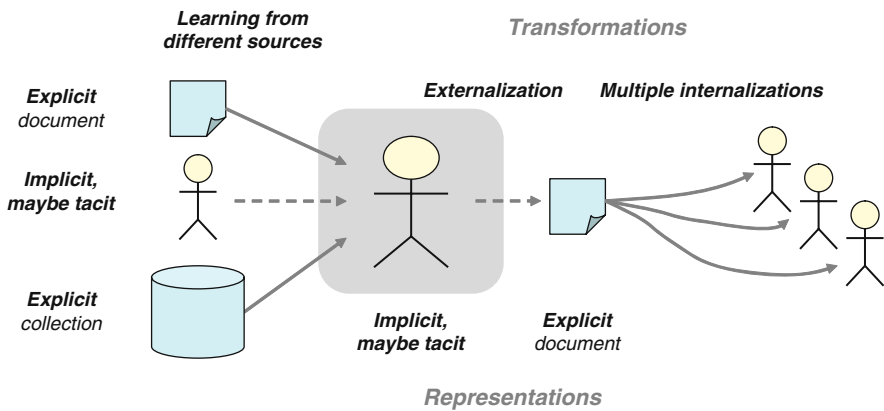 Learning from
different sources
Transformations
Explicit
document
Externalization
Multiple internalizations
Implicit,
maybe tacit
Explicit
collection
Implicit,
maybe tacit
Explicit
document
Representations